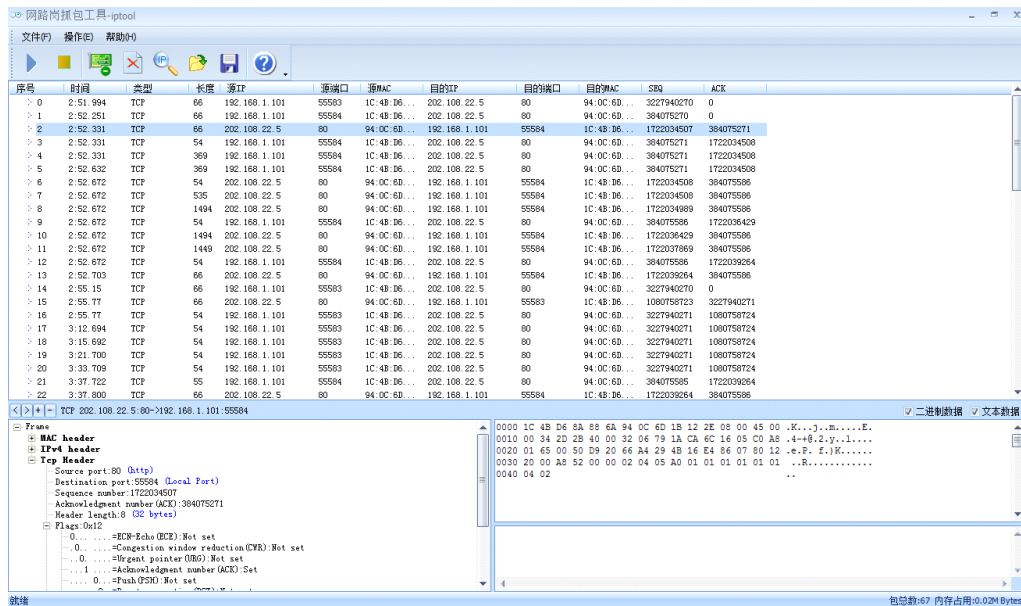 网路岗抓包工具-iptool
文件(F) 操作(E) 帮助(H)
序号 时间 类型 长度 源IP 源端口 源MAC 目的IP 目的端口 目的MAC SEQ ACK
0 2:51.994 TCP 66 192.168.1.101 55583 1C:4B:D6... 202.108.22.5 80 94:0C:6D... 3227940270 0
1 2:52.251 TCP 66 192.168.1.101 55584 1C:4B:D6... 202.108.22.5 80 94:0C:6D... 384075270 0
2 2:52.331 TCP 66 202.108.22.5 80 94:0C:6D... 192.168.1.101 55584 1C:4B:D6... 1722034507 384075271
3 2:52.331 TCP 54 192.168.1.101 55584 1C:4B:D6... 202.108.22.5 80 94:0C:6D... 384075271 1722034508
4 2:52.331 TCP 369 192.168.1.101 55584 1C:4B:D6... 202.108.22.5 80 94:0C:6D... 384075271 1722034508
5 2:52.632 TCP 369 192.168.1.101 55584 1C:4B:D6... 202.108.22.5 80 94:0C:6D... 384075271 1722034508
6 2:52.672 TCP 54 202.108.22.5 80 94:0C:6D... 192.168.1.101 55584 1C:4B:D6... 1722034508 384075586
7 2:52.672 TCP 535 202.108.22.5 80 94:0C:6D... 192.168.1.101 55584 1C:4B:D6... 1722034508 384075586
8 2:52.672 TCP 1494 202.108.22.5 80 94:0C:6D... 192.168.1.101 55584 1C:4B:D6... 1722034989 384075586
9 2:52.672 TCP 54 192.168.1.101 55584 1C:4B:D6... 202.108.22.5 80 94:0C:6D... 384075586 1722036429
10 2:52.672 TCP 1494 202.108.22.5 80 94:0C:6D... 192.168.1.101 55584 1C:4B:D6... 1722036429 384075586
11 2:52.672 TCP 1449 202.108.22.5 80 94:0C:6D... 192.168.1.101 55584 1C:4B:D6... 1722037869 384075586
12 2:52.672 TCP 54 192.168.1.101 55584 1C:4B:D6... 202.108.22.5 80 94:0C:6D... 384075586 1722039264
13 2:52.703 TCP 66 202.108.22.5 80 94:0C:6D... 192.168.1.101 55584 1C:4B:D6... 1722039264 384075586
14 2:55.15 TCP 66 192.168.1.101 55583 1C:4B:D6... 202.108.22.5 80 94:0C:6D... 3227940270 0
15 2:55.77 TCP 66 202.108.22.5 80 94:0C:6D... 192.168.1.101 55583 1C:4B:D6... 1080758723 3227940271
16 2:55.77 TCP 54 192.168.1.101 55583 1C:4B:D6... 202.108.22.5 80 94:0C:6D... 3227940271 1080758724
17 3:12.694 TCP 54 192.168.1.101 55583 1C:4B:D6... 202.108.22.5 80 94:0C:6D... 3227940271 1080758724
18 3:15.692 TCP 54 192.168.1.101 55583 1C:4B:D6... 202.108.22.5 80 94:0C:6D... 3227940271 1080758724
19 3:21.700 TCP 54 192.168.1.101 55583 1C:4B:D6... 202.108.22.5 80 94:0C:6D... 3227940271 1080758724
20 3:33.709 TCP 54 192.168.1.101 55583 1C:4B:D6... 202.108.22.5 80 94:0C:6D... 3227940271 1080758724
21 3:37.722 TCP 55 192.168.1.101 55584 1C:4B:D6... 202.108.22.5 80 94:0C:6D... 384075585 1722039264
22 3:37.800 TCP 66 202.108.22.5 80 94:0C:6D... 192.168.1.101 55584 1C:4B:D6... 1722039264 384075586
TCP 202.108.22.5:80->192.168.1.101:55584 二进制数据 文本数据
Frame
MAC header
IPv4 header
Tcp Header
Source port:80 (http)
Destination port:55584 (Local Port)
Sequence number:1722034507
Acknowledgment number(ACK):384075271
Header length:8 (32 bytes)
Flags:0x12
0... ....=ECN-Echo(ECE):Not set
.0.. ....=Congestion window reduction(CWR):Not set
..0. ....=Urgent pointer(URG):Not set
...1 ....=Acknowledgment number(ACK):Set
.... 0...=Push(PSH):Not set
0000 1C 4B D6 8A 88 6A 94 0C 6D 1B 12 2E 08 00 45 00 .K...j..m.....E.
0010 00 34 2D 2B 40 00 32 06 79 1A CA 6C 16 05 C0 A8 .4-+@.2.y..l....
0020 01 65 00 50 D9 20 66 A4 29 4B 16 E4 86 07 80 12 .e.P. f.)K......
0030 20 00 A8 52 00 00 02 04 05 A0 01 01 01 01 01 01 ..R............
0040 04 02 ..
就绪 包总数:67 内存占用:0.02M Bytes